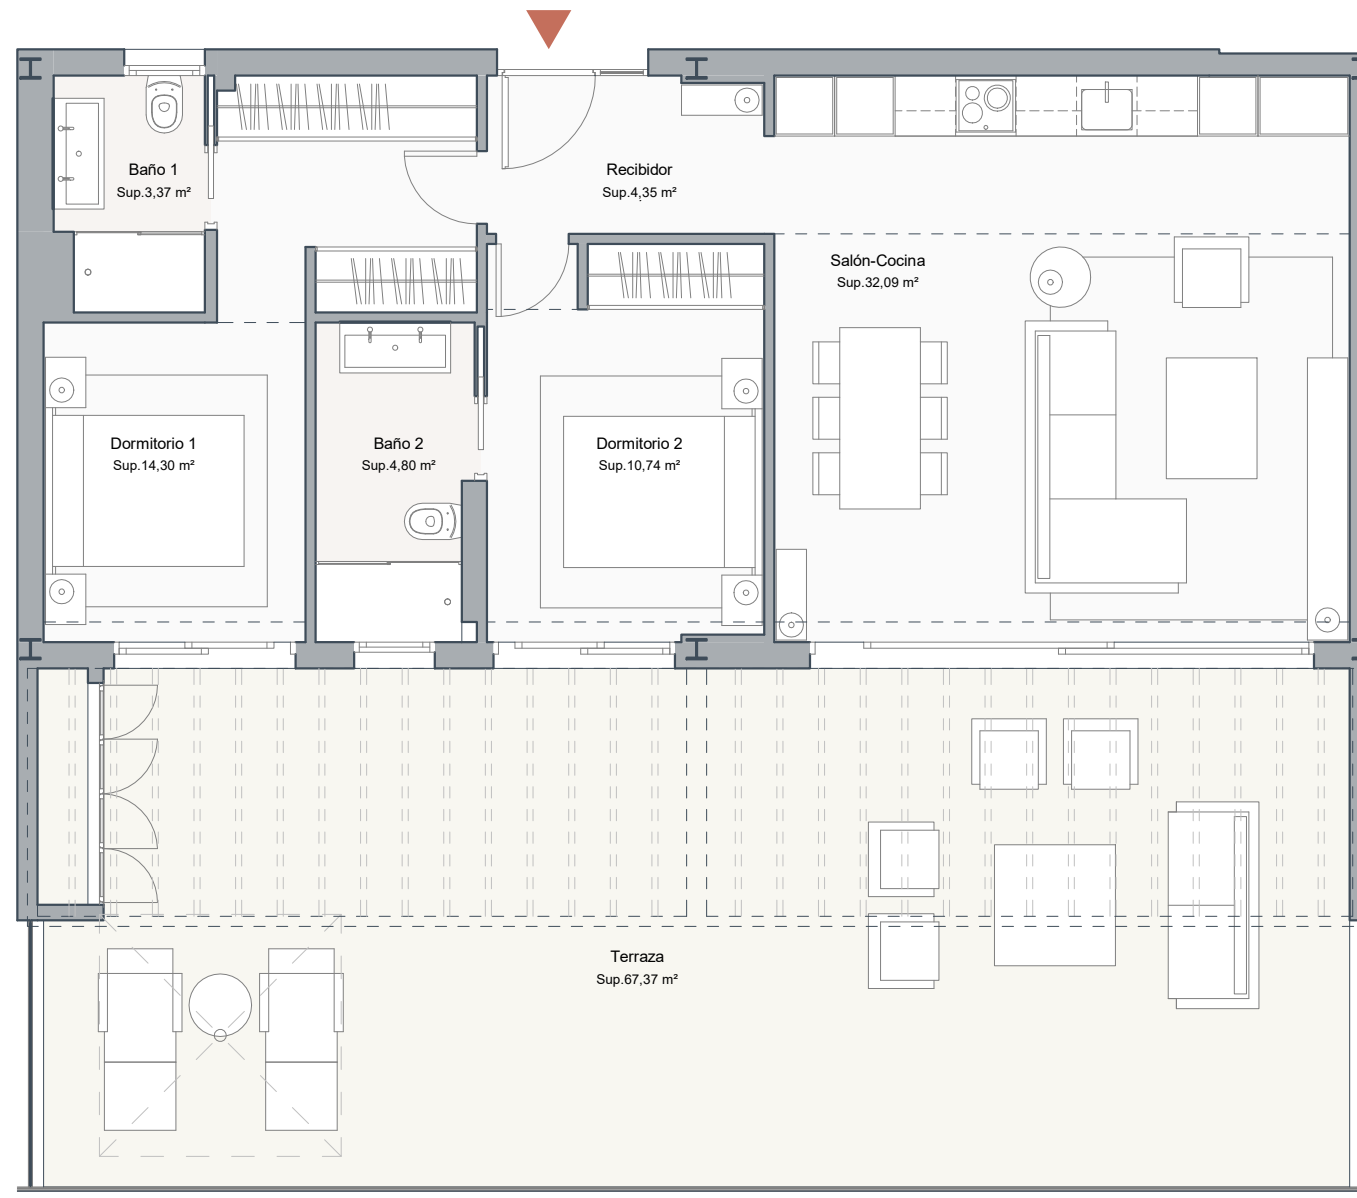 Baño 1
Sup.3,37 m²
Recibidor
Sup.4,35 m²
Salón-Cocina
Sup.32,09 m²
Dormitorio 1
Sup.14,30 m²
Baño 2
Sup.4,80 m²
Dormitorio 2
Sup.10,74 m²
Terraza
Sup.67,37 m²